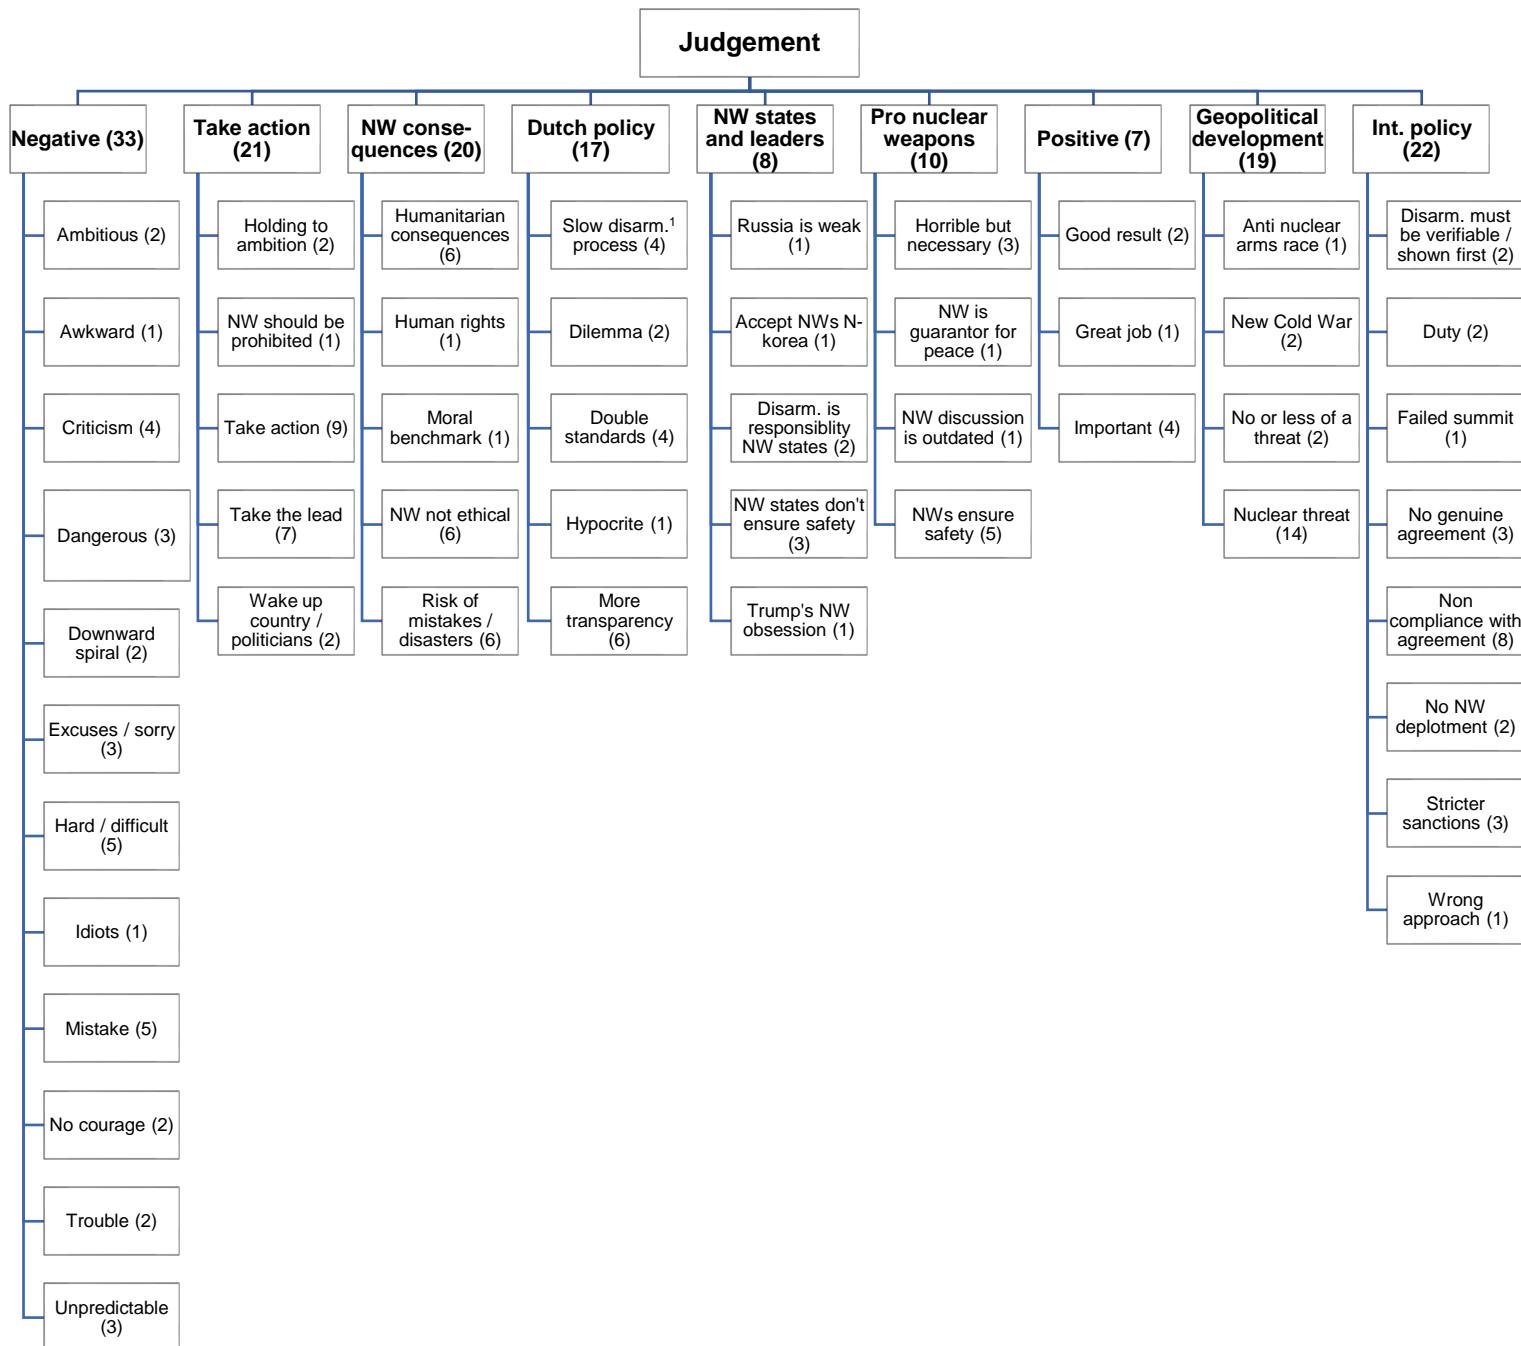 Judgement
Negative (33)
Ambitious (2)
Awkward (1)
Criticism (4)
Dangerous (3)
Downward
spiral (2)
Excuses / sorry
(3)
Hard / difficult
(5)
Idiots (1)
Mistake (5)
No courage (2)
Trouble (2)
Unpredictable
(3)
Take action
(21)
Holding to
ambition (2)
NW should be
prohibited (1)
Take action (9)
Take the lead
(7)
Wake up
country /
politicians (2)
NW conse-
quences (20)
Humanitarian
consequences
(6)
Human rights
(1)
Moral
benchmark (1)
NW not ethical
(6)
Risk of
mistakes /
disasters (6)
Dutch policy
(17)
Slow disarm.¹
process (4)
Dilemma (2)
Double
standards (4)
Hypocrite (1)
More
transparency
(6)
NW states
and leaders
(8)
Russia is weak
(1)
Accept NWs N-
korea (1)
Disarm. is
responsiblity
NW states (2)
NW states don't
ensure safety
(3)
Trump's NW
obsession (1)
Pro nuclear
weapons
(10)
Horrible but
necessary (3)
NW is
guarantor for
peace (1)
NW discussion
is outdated (1)
NWs ensure
safety (5)
Positive (7)
Good result (2)
Great job (1)
Important (4)
Geopolitical
development
(19)
Anti nuclear
arms race (1)
New Cold War
(2)
No or less of a
threat (2)
Nuclear threat
(14)
Int. policy
(22)
Disarm. must
be verifiable /
shown first (2)
Duty (2)
Failed summit
(1)
No genuine
agreement (3)
Non
compliance with
agreement (8)
No NW
deplotment (2)
Stricter
sanctions (3)
Wrong
approach (1)